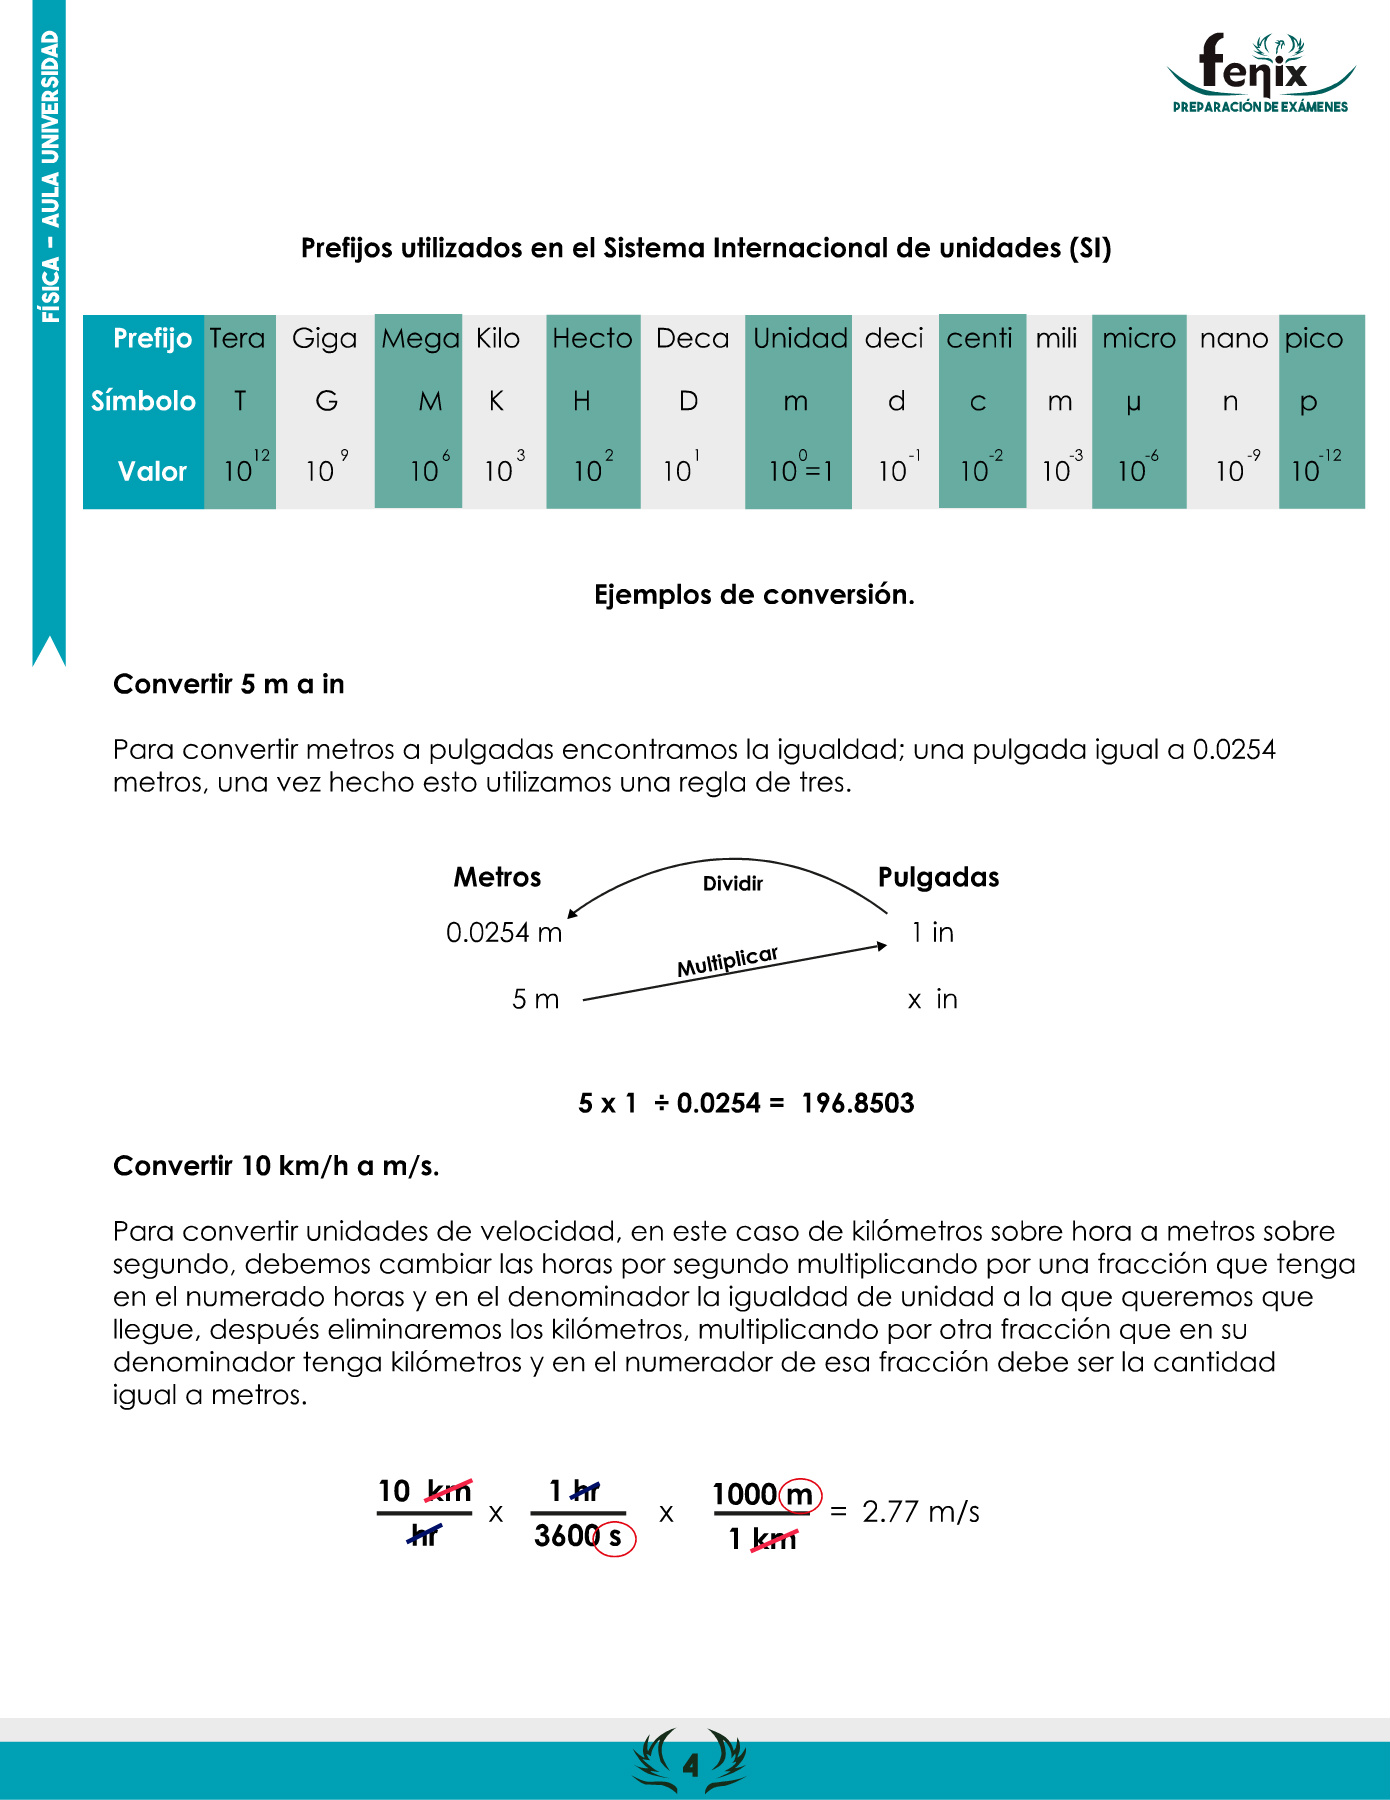 FÍSICA – AULA UNIVERSIDAD
fenix
PREPARACIÓN DE EXÁMENES
Prefijos utilizados en el Sistema Internacional de unidades (SI)
Prefijo Tera Giga Mega Kilo Hecto Deca Unidad deci centi mili micro nano pico
Símbolo T G M K H D m d c m µ n p
Valor 10^12 10^9 10^6 10^3 10^2 10^1 10^0=1 10^-1 10^-2 10^-3 10^-6 10^-9 10^-12
Ejemplos de conversión.
Convertir 5 m a in
Para convertir metros a pulgadas encontramos la igualdad; una pulgada igual a 0.0254
metros, una vez hecho esto utilizamos una regla de tres.
Metros Dividir Pulgadas
0.0254 m 1 in
Multiplicar
5 m x in
5 x 1 ÷ 0.0254 = 196.8503
Convertir 10 km/h a m/s.
Para convertir unidades de velocidad, en este caso de kilómetros sobre hora a metros sobre
segundo, debemos cambiar las horas por segundo multiplicando por una fracción que tenga
en el numerado horas y en el denominador la igualdad de unidad a la que queremos que
llegue, después eliminaremos los kilómetros, multiplicando por otra fracción que en su
denominador tenga kilómetros y en el numerador de esa fracción debe ser la cantidad
igual a metros.
10 km 1 hr 1000 m
x x = 2.77 m/s
hr 3600 s 1 km
4